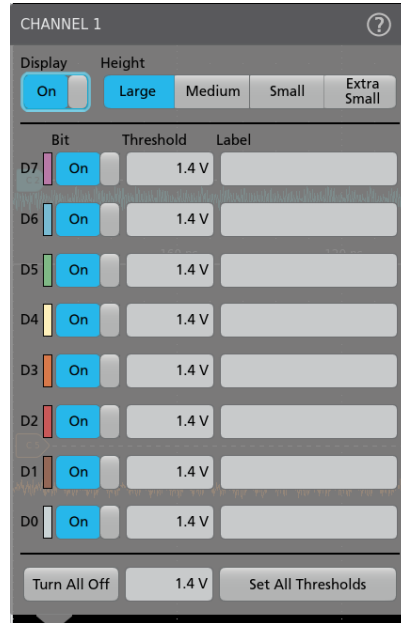 CHANNEL 1 ?
Display Height
On Large Medium Small Extra Small
Bit Threshold Label
D7 On 1.4 V
D6 On 1.4 V
D5 On 1.4 V
D4 On 1.4 V
D3 On 1.4 V
D2 On 1.4 V
D1 On 1.4 V
D0 On 1.4 V
Turn All Off 1.4 V Set All Thresholds